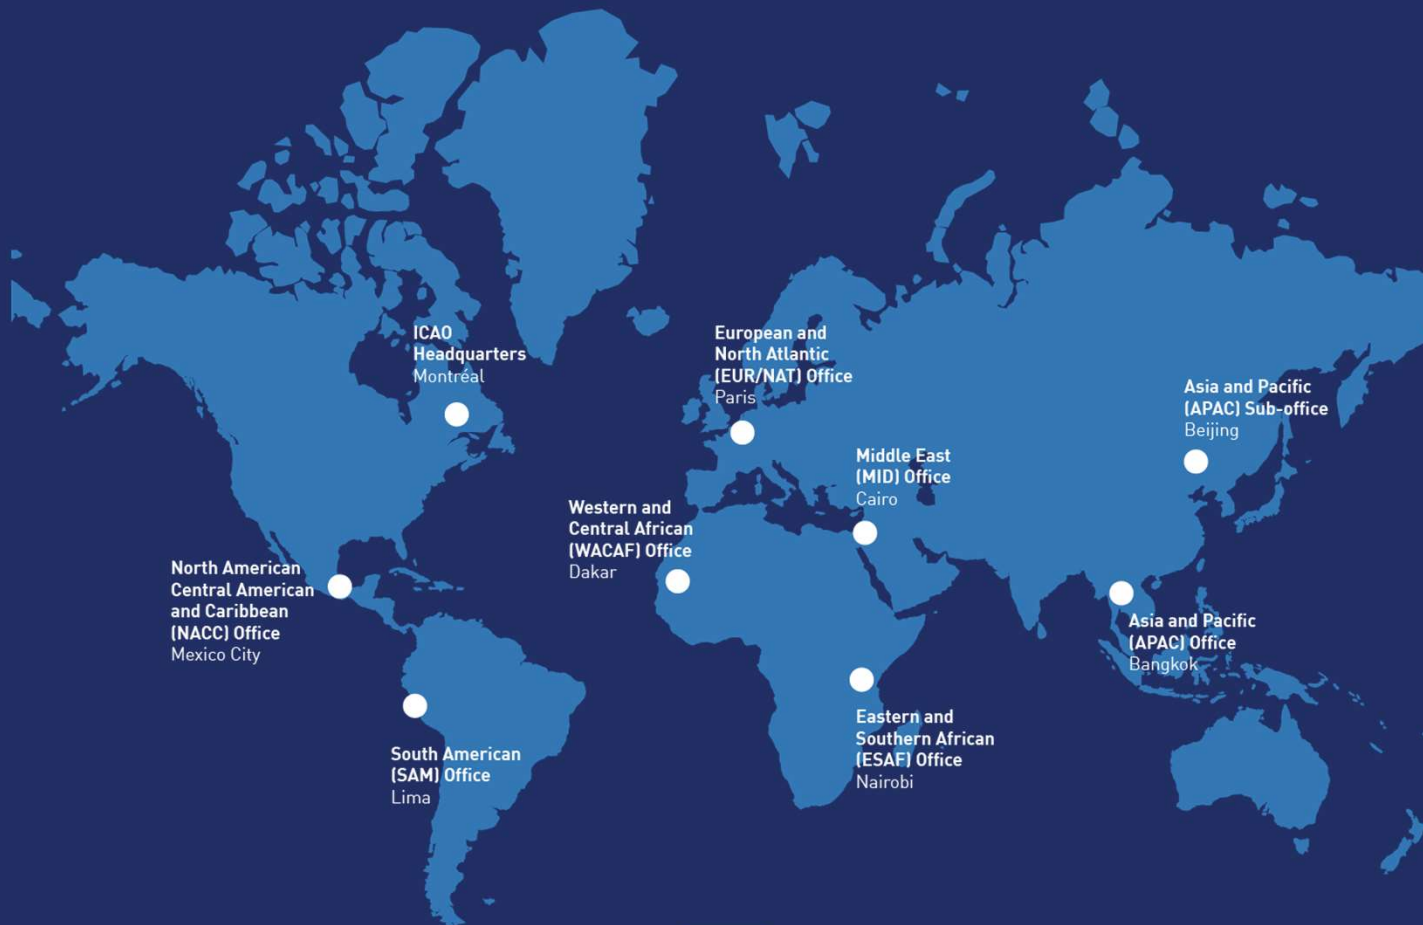 ICAO
Headquarters
Montréal
European and
North Atlantic
(EUR/NAT) Office
Paris
Asia and Pacific
(APAC) Sub-office
Beijing
Middle East
(MID) Office
Cairo
Western and
Central African
(WACAF) Office
Dakar
North American
Central American
and Caribbean
(NACC) Office
Mexico City
Asia and Pacific
(APAC) Office
Bangkok
Eastern and
Southern African
(ESAF) Office
Nairobi
South American
(SAM) Office
Lima